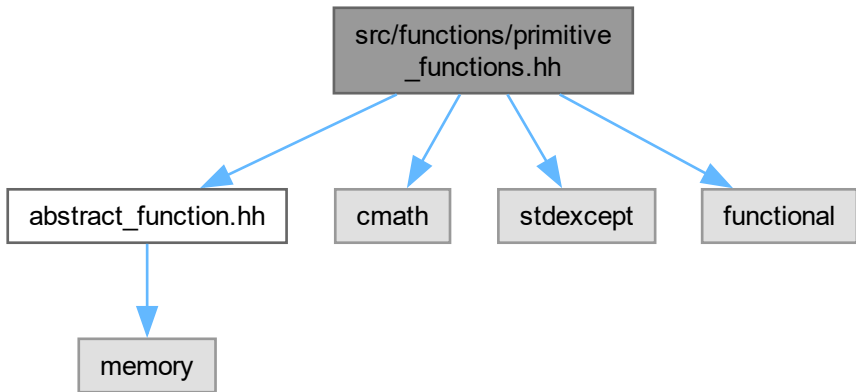 src/functions/primitive
_functions.hh
abstract_function.hh
cmath
stdexcept
functional
memory